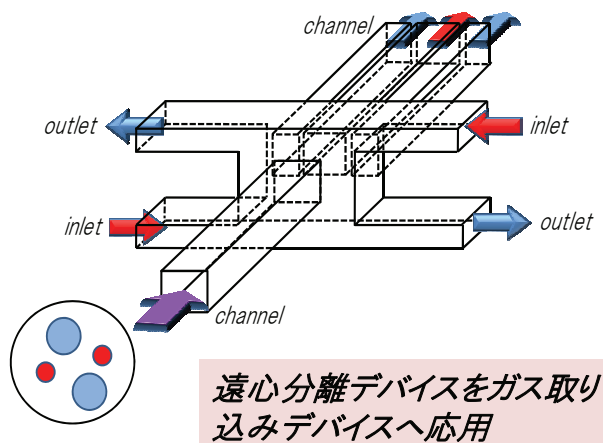 channel
outlet
inlet
inlet
outlet
channel
遠心分離デバイスをガス取り
込みデバイスへ応用